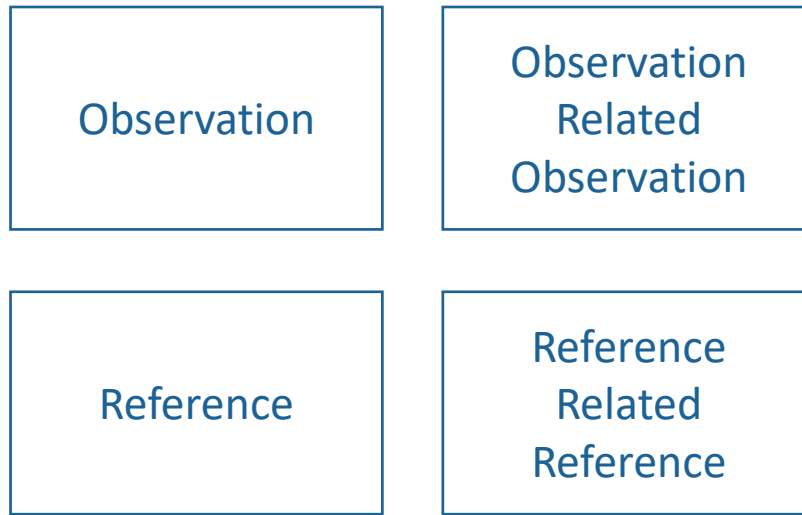 Observation
Observation
Related
Observation
Reference
Reference
Related
Reference